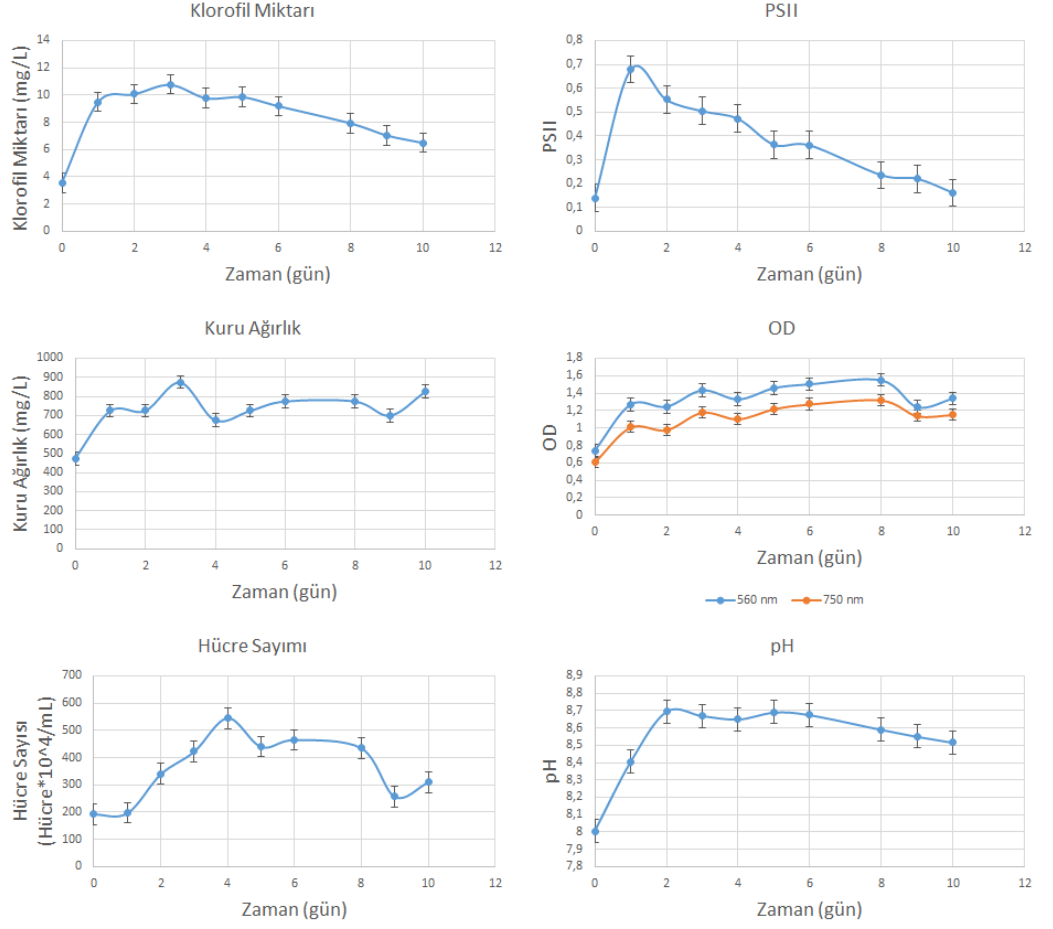 Klorofil Miktarı
Klorofil Miktarı (mg/L)
14
12
10
8
6
4
2
0
0 2 4 6 8 10 12
Zaman (gün)
PSII
PSII
0,8
0,7
0,6
0,5
0,4
0,3
0,2
0,1
0
0 2 4 6 8 10 12
Zaman (gün)
Kuru Ağırlık
Kuru Ağırlık (mg/L)
1000
900
800
700
600
500
400
300
200
100
0
0 2 4 6 8 10 12
Zaman (gün)
OD
OD
1,8
1,6
1,4
1,2
1
0,8
0,6
0,4
0,2
0
0 2 4 6 8 10 12
Zaman (gün)
560 nm 750 nm
Hücre Sayımı
Hücre Sayısı
(Hücre*10^4/mL)
700
600
500
400
300
200
100
0
0 2 4 6 8 10 12
Zaman (gün)
pH
pH
8,9
8,8
8,7
8,6
8,5
8,4
8,3
8,2
8,1
8
7,9
7,8
0 2 4 6 8 10 12
Zaman (gün)